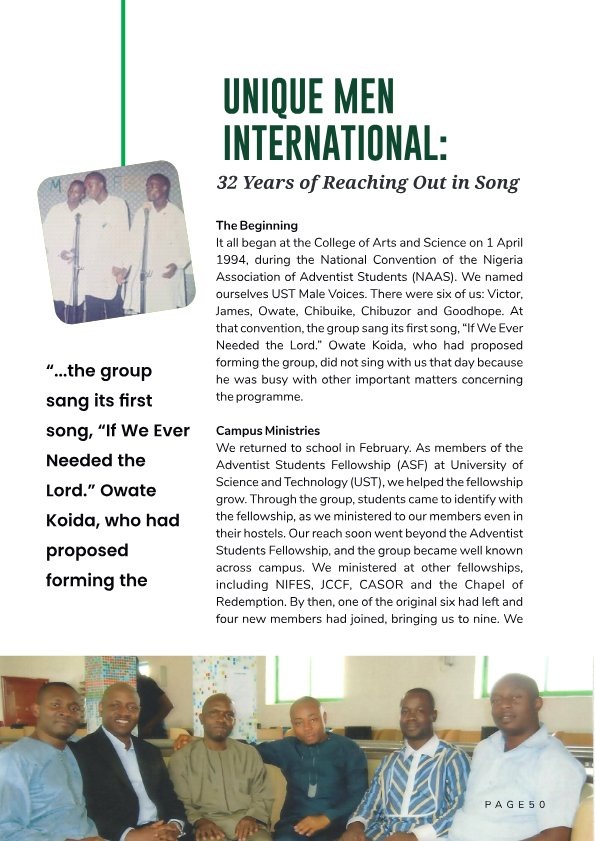 UNIQUE MEN
INTERNATIONAL:
32 Years of Reaching Out in Song
The Beginning
It all began at the College of Arts and Science on 1 April
1994, during the National Convention of the Nigeria
Association of Adventist Students (NAAS). We named
ourselves UST Male Voices. There were six of us: Victor,
James, Owate, Chibuike, Chibuzor and Goodhope. At
that convention, the group sang its first song, “If We Ever
Needed the Lord.” Owate Koida, who had proposed
forming the group, did not sing with us that day because
he was busy with other important matters concerning
the programme.
Campus Ministries
We returned to school in February. As members of the
Adventist Students Fellowship (ASF) at University of
Science and Technology (UST), we helped the fellowship
grow. Through the group, students came to identify with
the fellowship, as we ministered to our members even in
their hostels. Our reach soon went beyond the Adventist
Students Fellowship, and the group became well known
across campus. We ministered at other fellowships,
including NIFES, JCCF, CASOR and the Chapel of
Redemption. By then, one of the original six had left and
four new members had joined, bringing us to nine. We
“...the group
sang its first
song, “If We Ever
Needed the
Lord.” Owate
Koida, who had
proposed
forming the
PAGE50